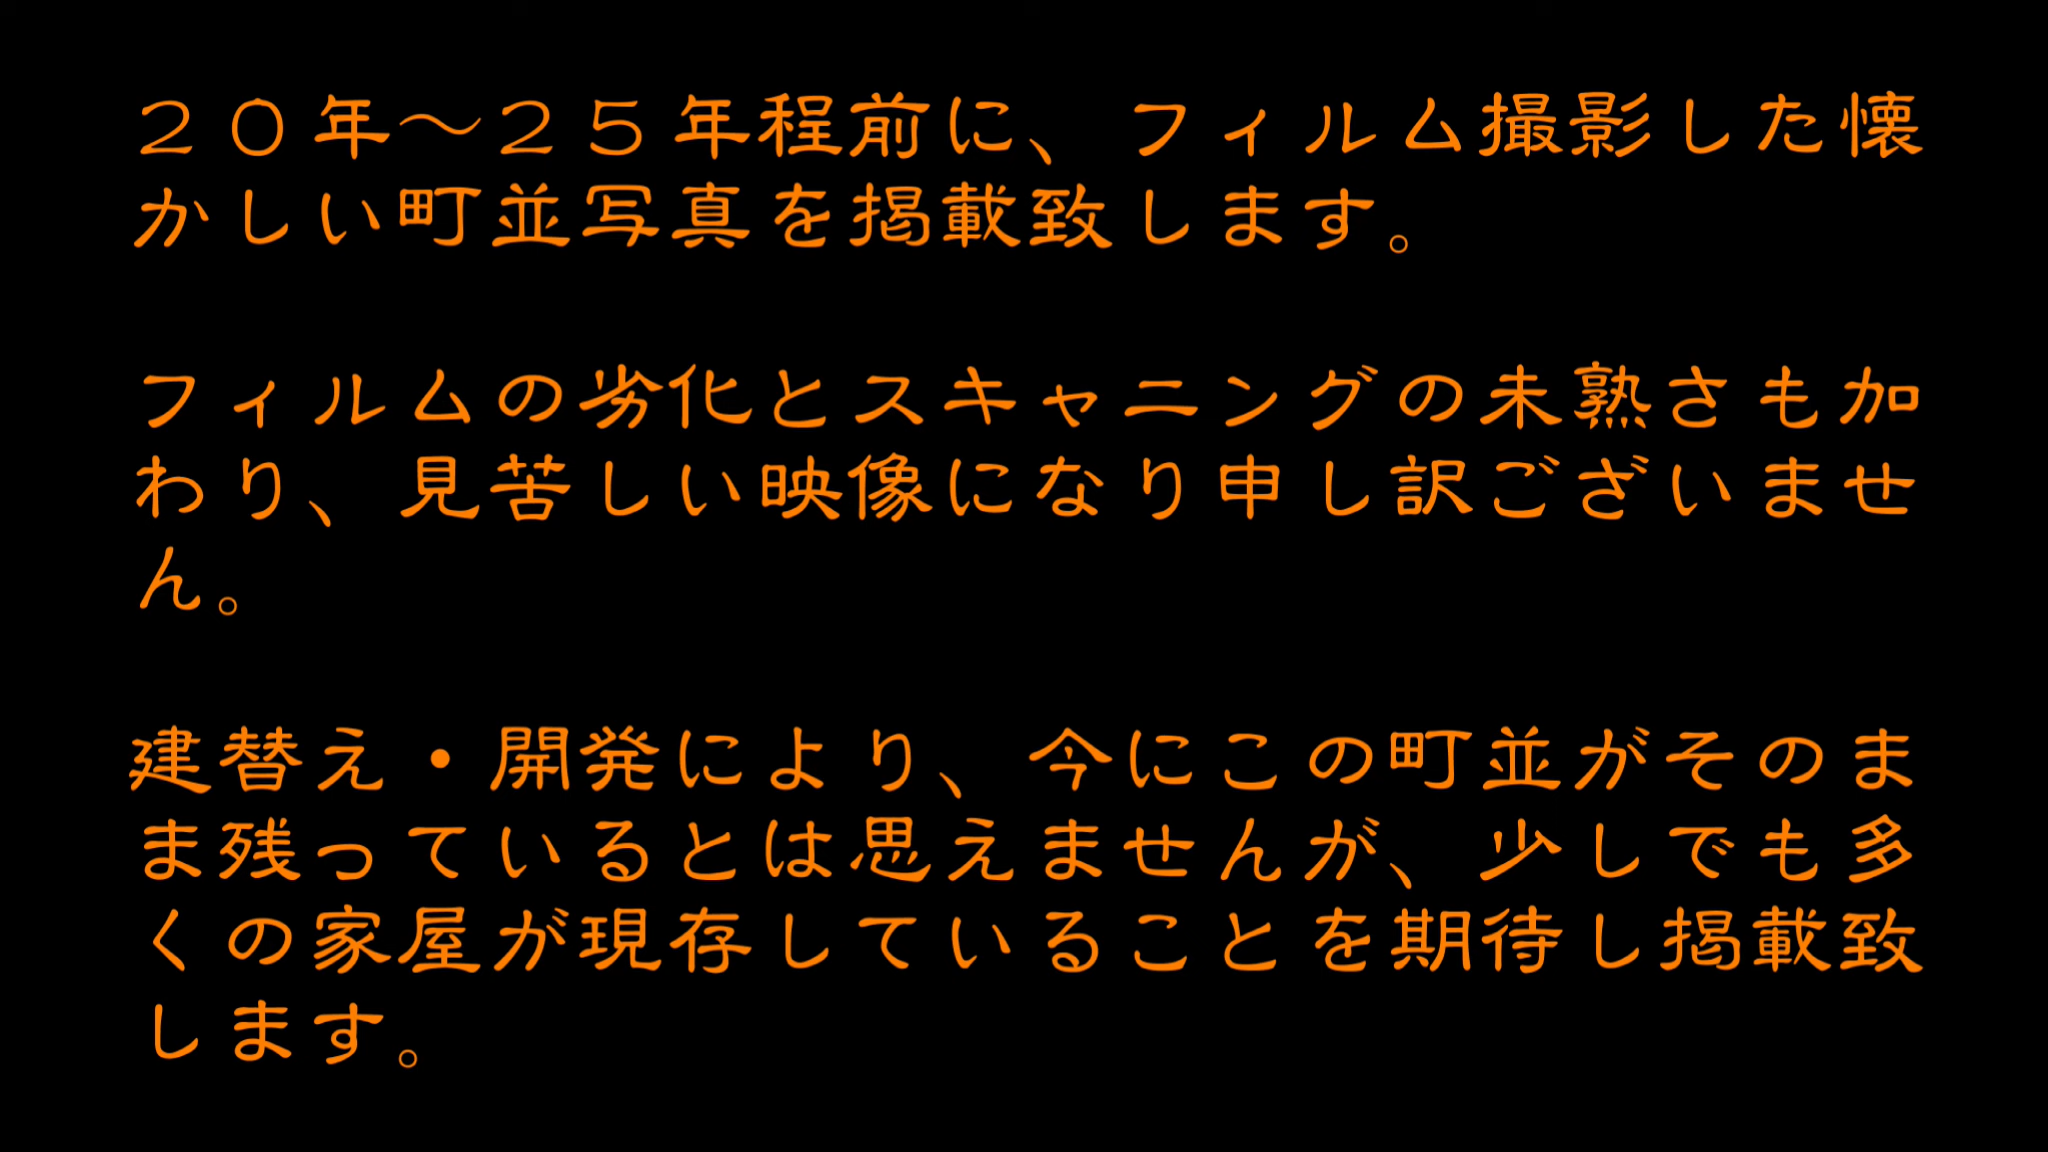 ２０年～２５年程前に、フィルム撮影した懐
かしい町並写真を掲載致します。
フィルムの劣化とスキャニングの未熟さも加
わり、見苦しい映像になり申し訳ございませ
ん。
建替え・開発により、今にこの町並がそのま
ま残っているとは思えませんが、少しでも多
くの家屋が現存していることを期待し掲載致
します。